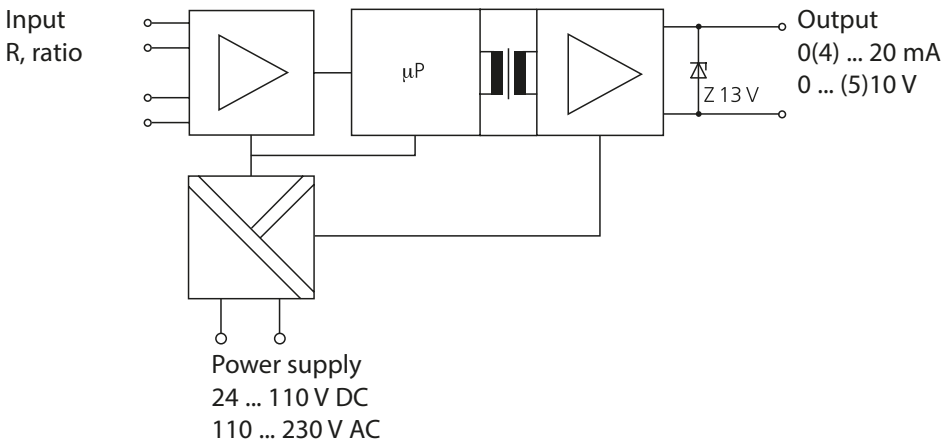 Input
R, ratio
µP
Z 13 V
Output
0(4) ... 20 mA
0 ... (5)10 V
Power supply
24 ... 110 V DC
110 ... 230 V AC